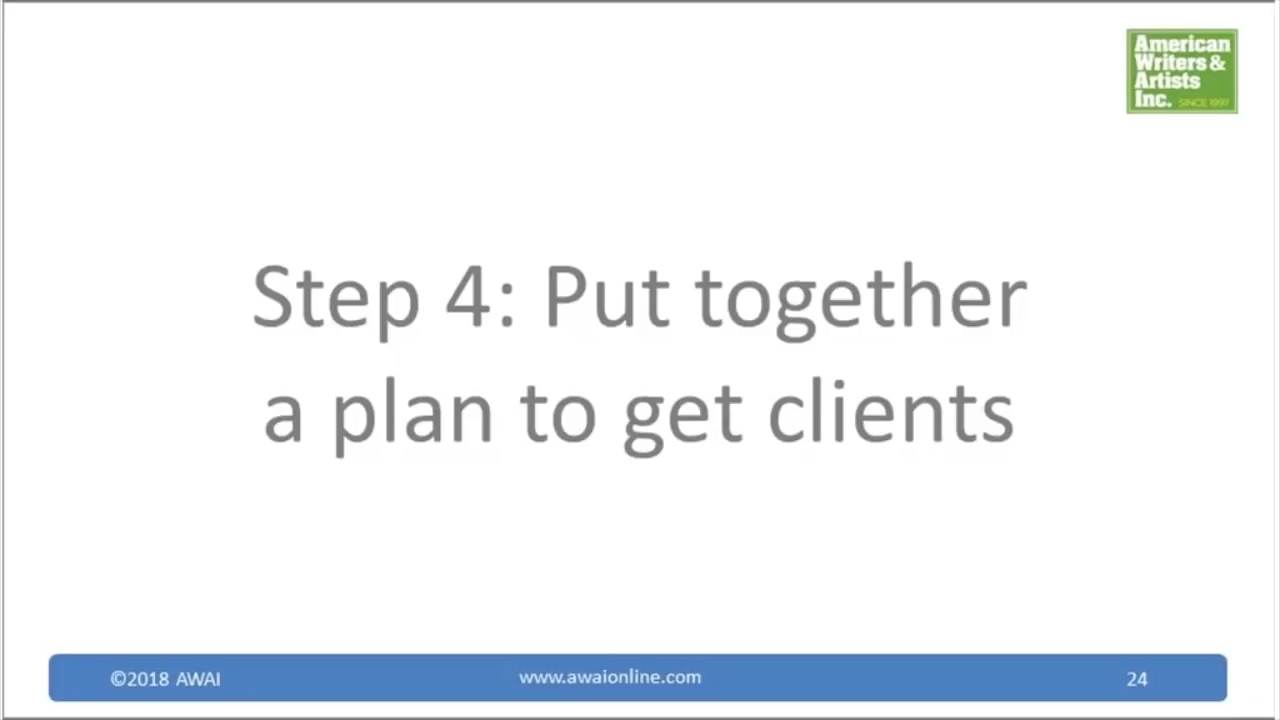 American
Writers &
Artists
Inc. SINCE 1997
Step 4: Put together
a plan to get clients
©2018 AWAI
www.awaionline.com
24